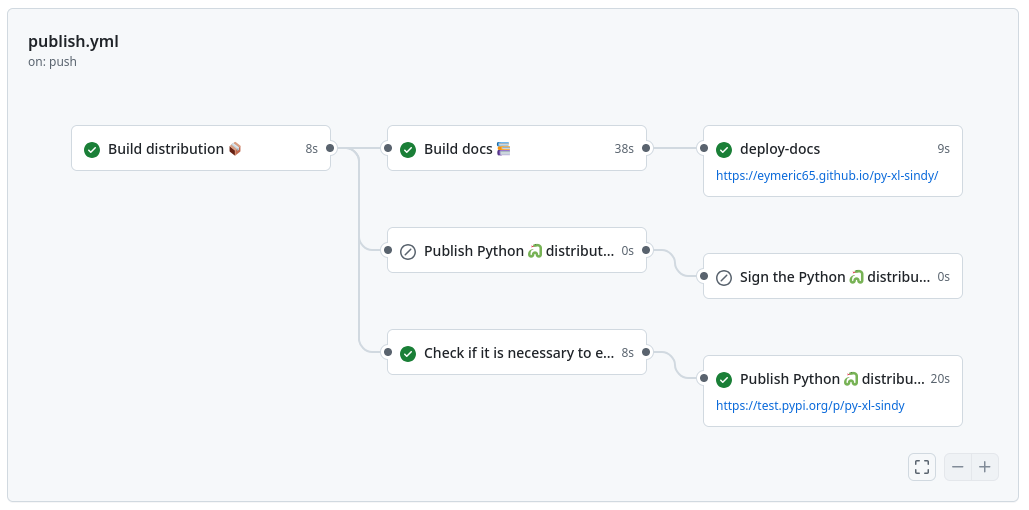 publish.yml
on: push
Build distribution 📦 8s
Build docs 📚 38s
deploy-docs 9s
https://eymeric65.github.io/py-xl-sindy/
Publish Python 🐍 distribut... 0s
Sign the Python 🐍 distribu... 0s
Check if it is necessary to e... 8s
Publish Python 🐍 distribu... 20s
https://test.pypi.org/p/py-xl-sindy